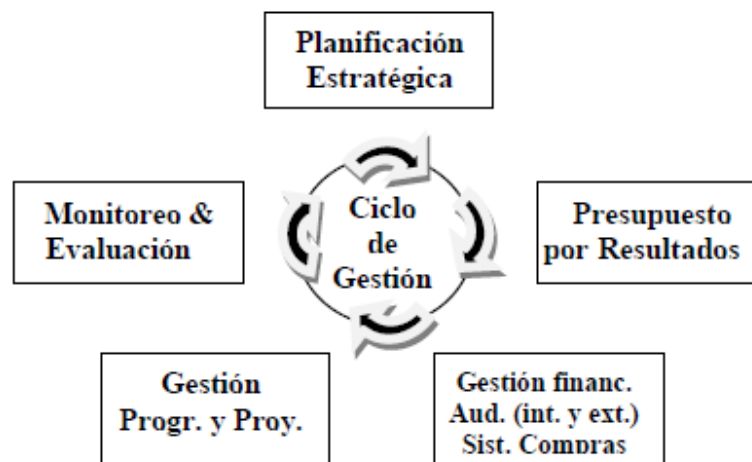 Planificación
Estratégica
Monitoreo &
Evaluación
Ciclo
de
Gestión
Presupuesto
por Resultados
Gestión
Progr. y Proy.
Gestión financ.
Aud. (int. y ext.)
Sist. Compras